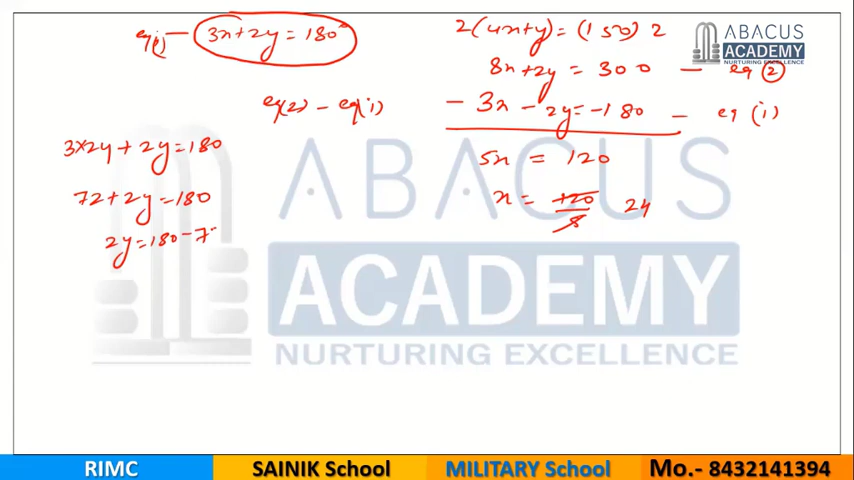 eq(i) — 3x+2y = 180°
2(4x+y) = (150) 2
8x+2y = 300 — eq (2)
eq(2) - eq(i)
- 3x - 2y = -180 — eq (i)
5x = 120
x = 120/5 24
3×24 + 2y = 180
72 + 2y = 180
2y = 180 - 7
ABACUS
ACADEMY
NURTURING EXCELLENCE
ABACUS
ACADEMY
NURTURING EXCELLENCE
RIMC SAINIK School MILITARY School Mo.- 8432141394